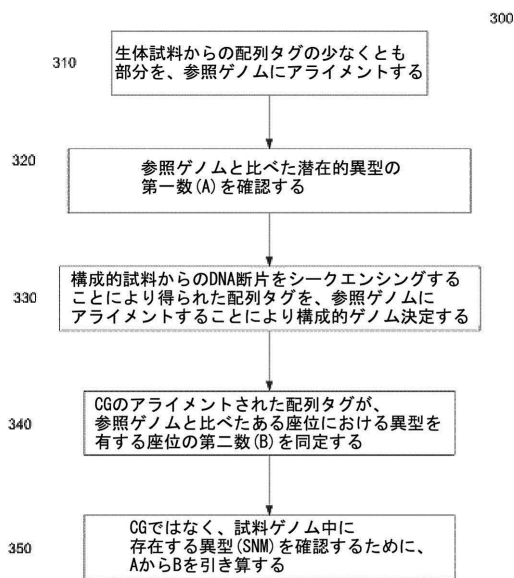 300
310
生体試料からの配列タグの少なくとも
部分を、参照ゲノムにアライメントする
320
参照ゲノムと比べた潜在的異型の
第一数(A)を確認する
330
構成的試料からのDNA断片をシークエンシングする
ことにより得られた配列タグを、参照ゲノムに
アライメントすることにより構成的ゲノム決定する
340
CGのアライメントされた配列タグが、
参照ゲノムと比べたある座位における異型を
有する座位の第二数(B)を同定する
350
CGではなく、試料ゲノム中に
存在する異型(SNM)を確認するために、
AからBを引き算する